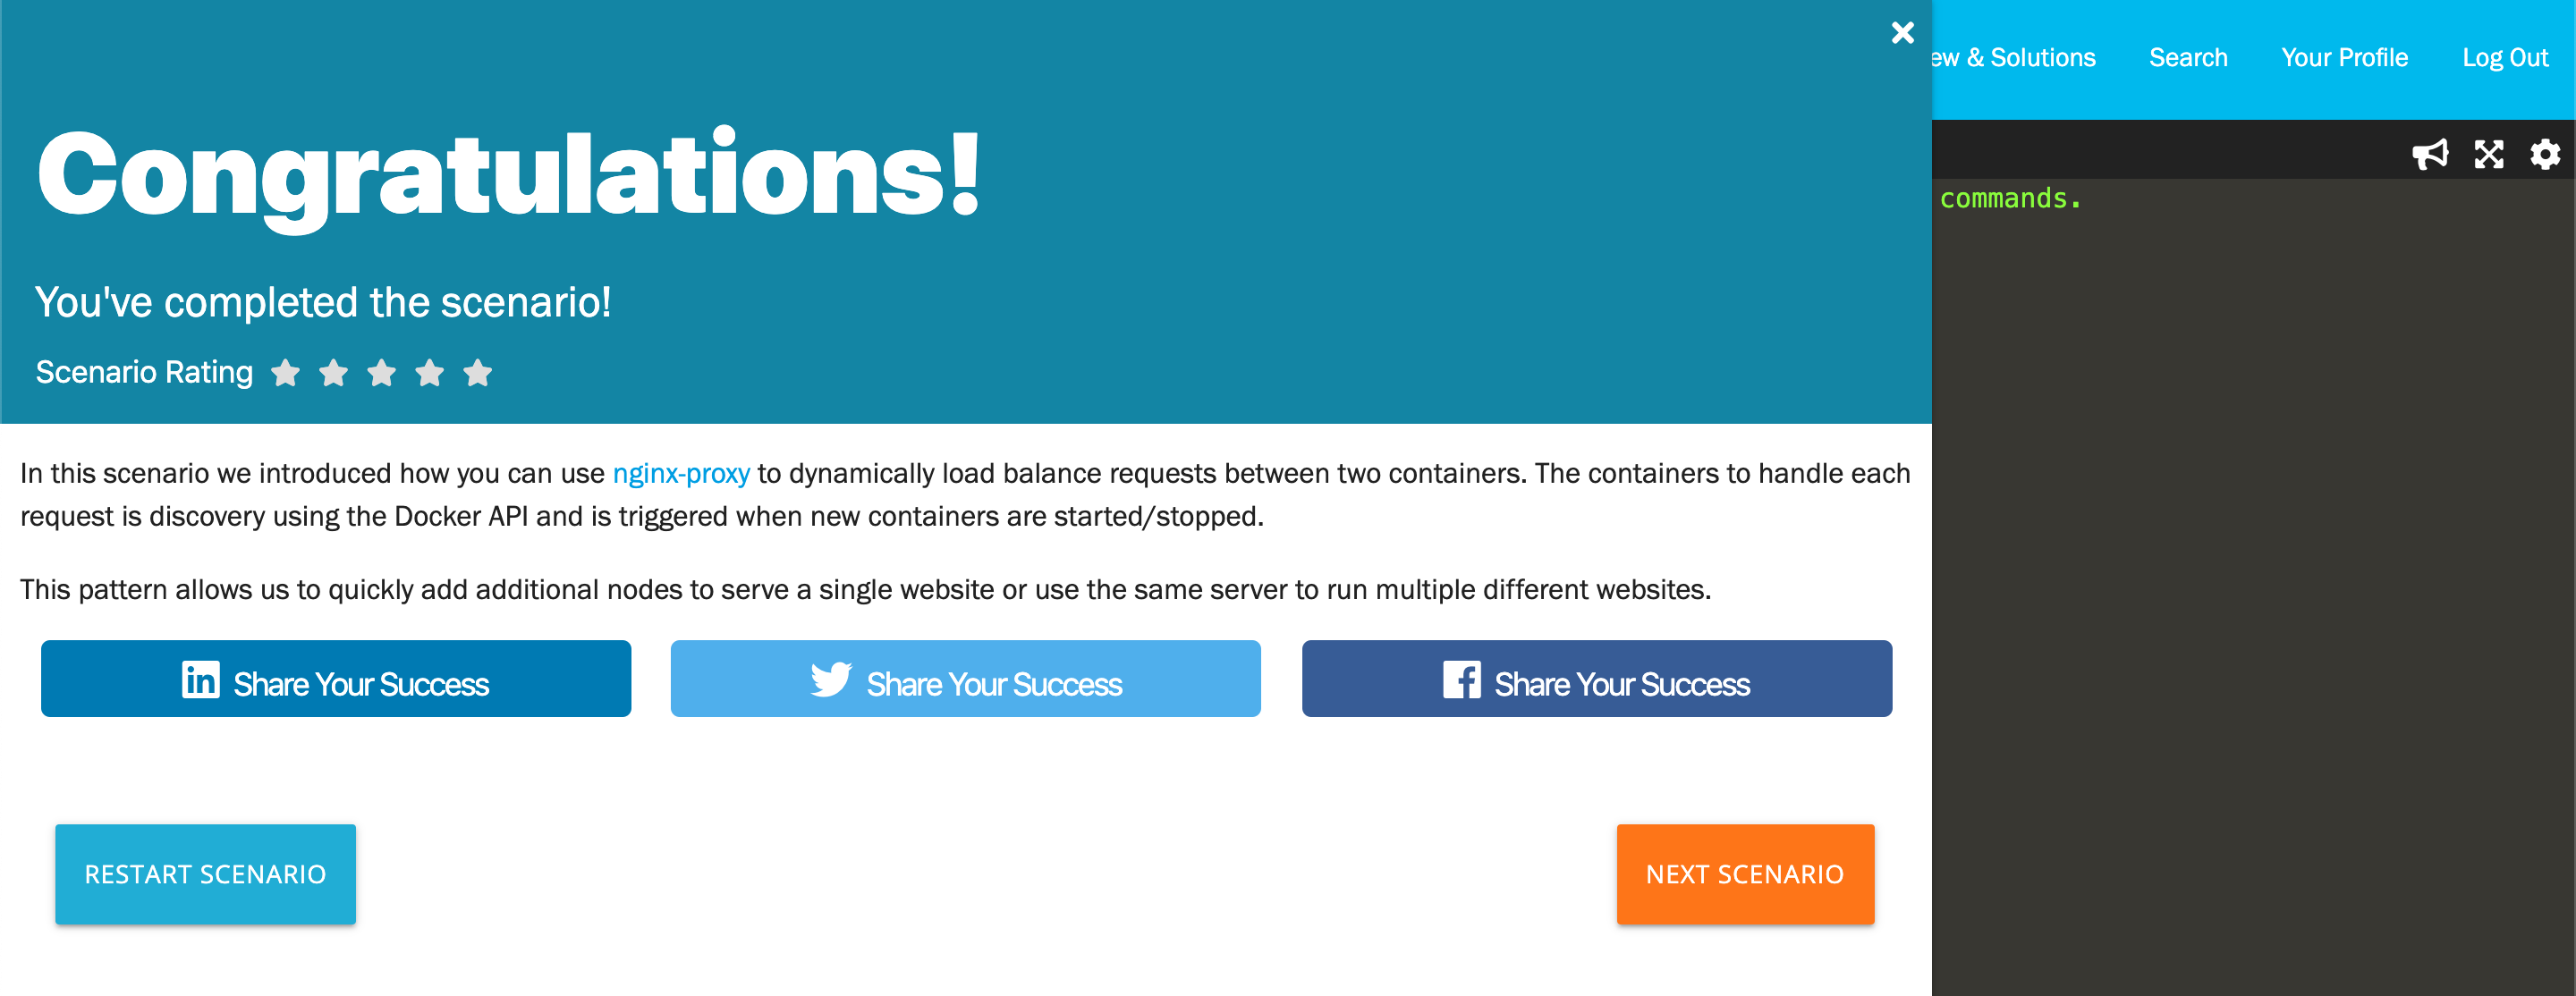 ew & Solutions Search Your Profile Log Out
commands.
Congratulations!
You've completed the scenario!
Scenario Rating
In this scenario we introduced how you can use nginx-proxy to dynamically load balance requests between two containers. The containers to handle each
request is discovery using the Docker API and is triggered when new containers are started/stopped.
This pattern allows us to quickly add additional nodes to serve a single website or use the same server to run multiple different websites.
in Share Your Success
Share Your Success
f Share Your Success
RESTART SCENARIO
NEXT SCENARIO